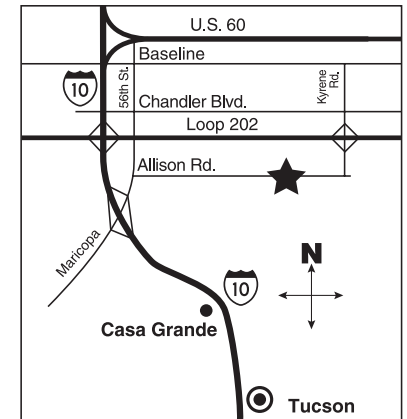 U.S. 60
Baseline
10
56th St.
Kyrene
Rd.
Chandler Blvd.
Loop 202
Allison Rd.
Maricopa
N
10
Casa Grande
Tucson